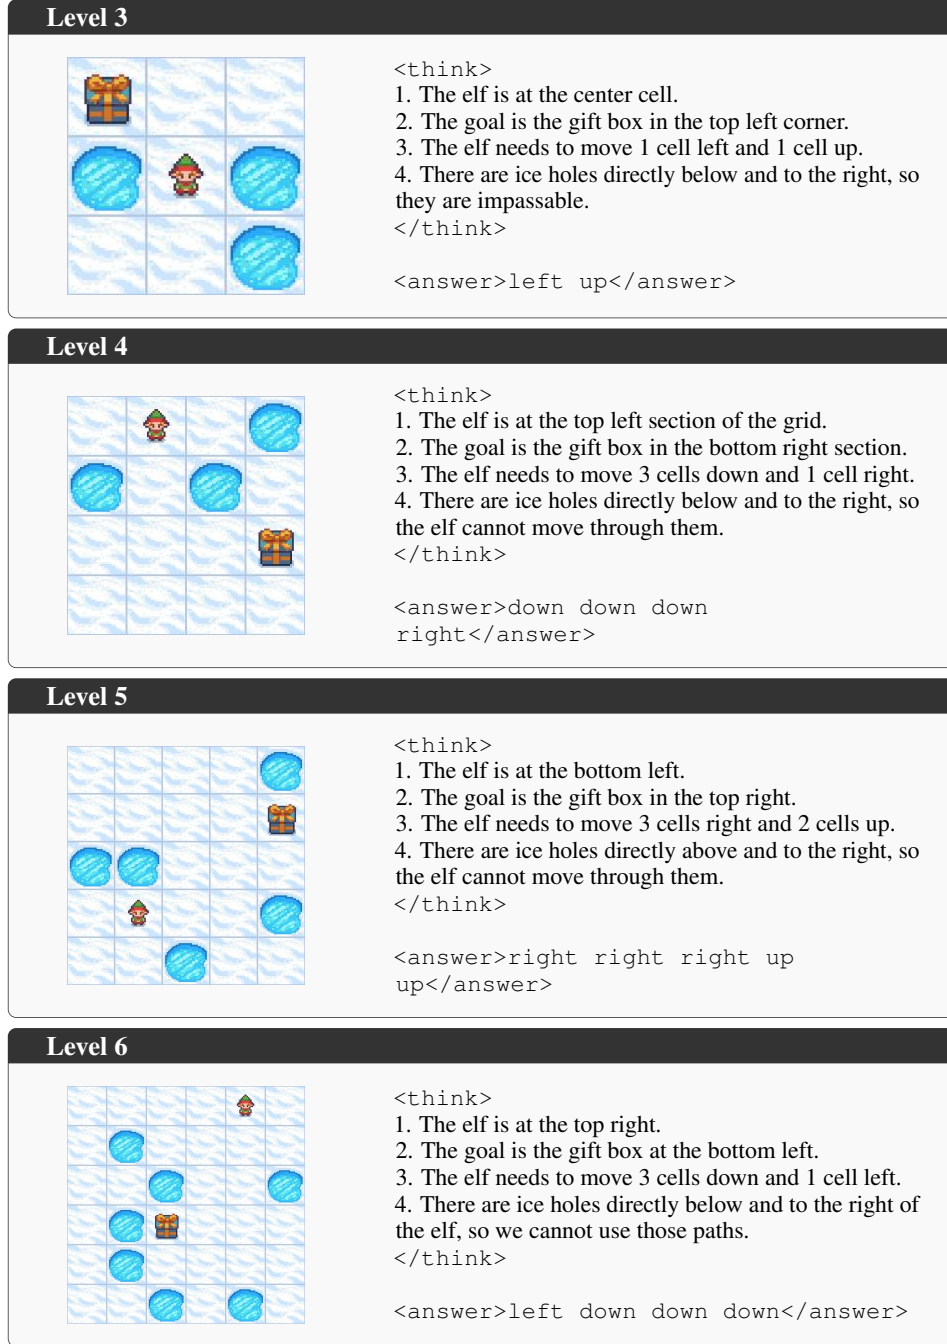 Level 3
<think>
1. The elf is at the center cell.
2. The goal is the gift box in the top left corner.
3. The elf needs to move 1 cell left and 1 cell up.
4. There are ice holes directly below and to the right, so
they are impassable.
</think>
<answer>left up</answer>
Level 4
<think>
1. The elf is at the top left section of the grid.
2. The goal is the gift box in the bottom right section.
3. The elf needs to move 3 cells down and 1 cell right.
4. There are ice holes directly below and to the right, so
the elf cannot move through them.
</think>
<answer>down down down
right</answer>
Level 5
<think>
1. The elf is at the bottom left.
2. The goal is the gift box in the top right.
3. The elf needs to move 3 cells right and 2 cells up.
4. There are ice holes directly above and to the right, so
the elf cannot move through them.
</think>
<answer>right right right up
up</answer>
Level 6
<think>
1. The elf is at the top right.
2. The goal is the gift box at the bottom left.
3. The elf needs to move 3 cells down and 1 cell left.
4. There are ice holes directly below and to the right of
the elf, so we cannot use those paths.
</think>
<answer>left down down down</answer>